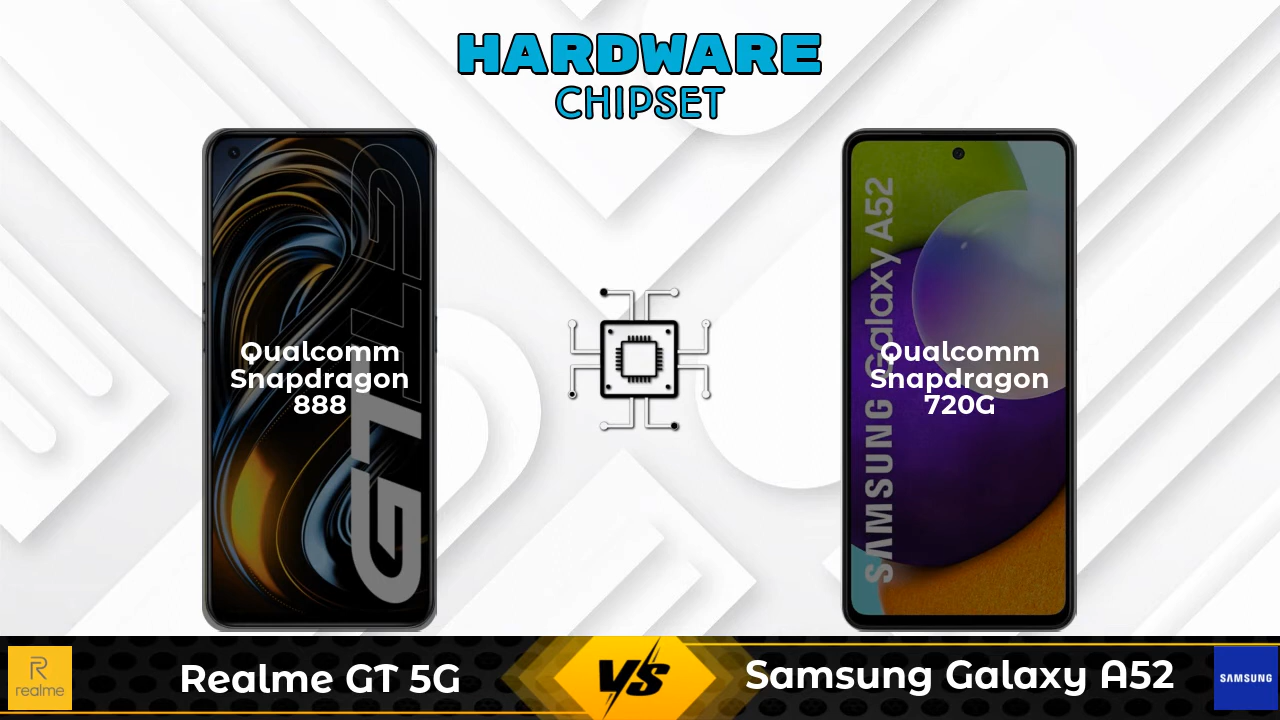 HARDWARE
CHIPSET
GT 5G
Qualcomm
Snapdragon
888
SAMSUNG Galaxy A52
Qualcomm
Snapdragon
720G
R
realme
Realme GT 5G
VS
Samsung Galaxy A52
SAMSUNG